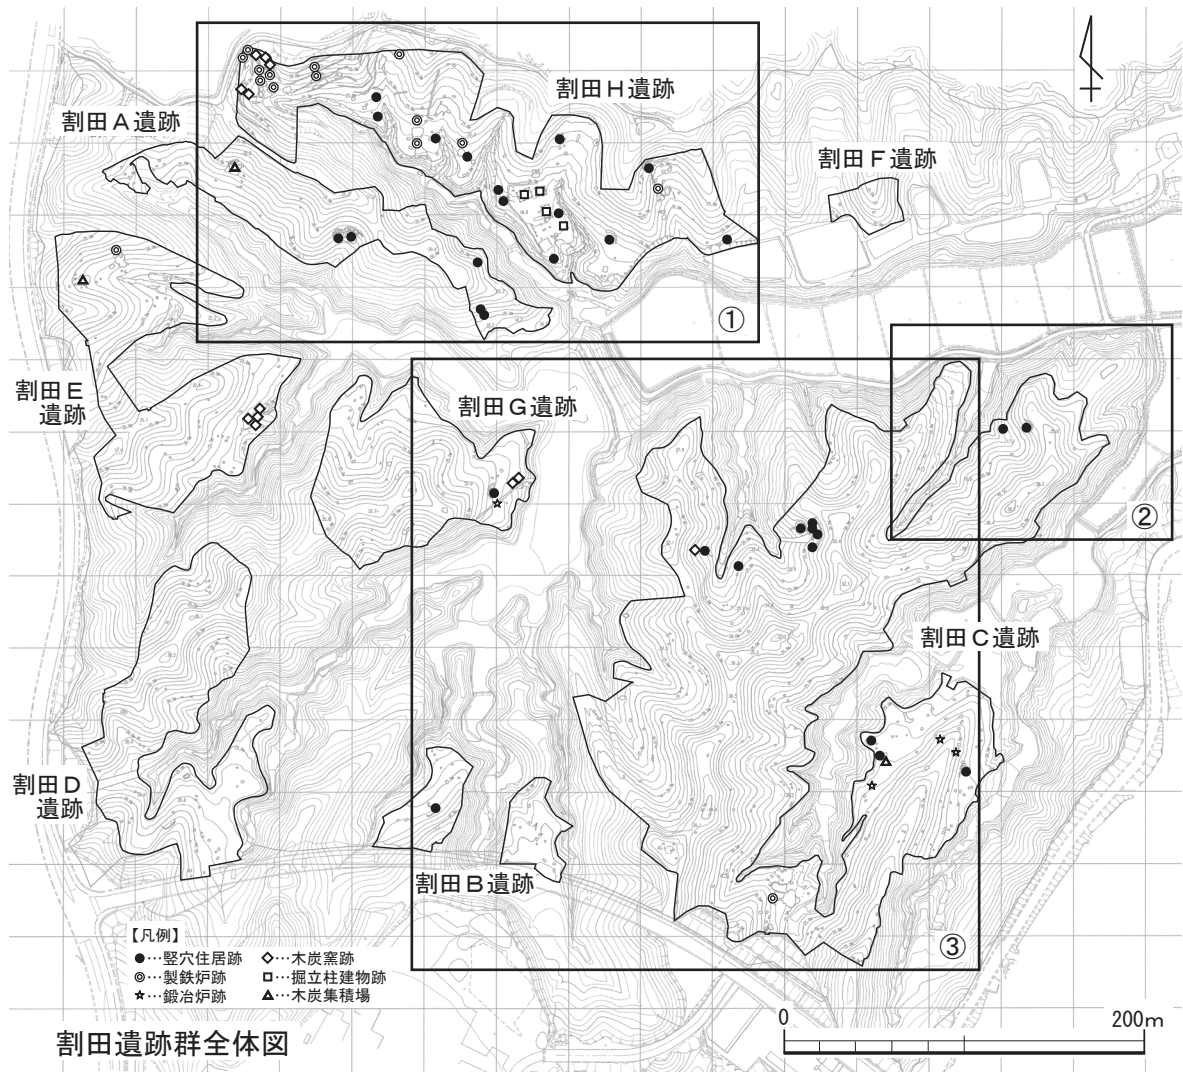 割田H遺跡
割田A遺跡
割田F遺跡
①
割田E
遺跡
割田G遺跡
②
割田C遺跡
割田D
遺跡
割田B遺跡
③
【凡例】
●…竪穴住居跡 ◇…木炭窯跡
◎…製鉄炉跡 □…掘立柱建物跡
☆…鍛冶炉跡 △…木炭集積場
0 200m
割田遺跡群全体図